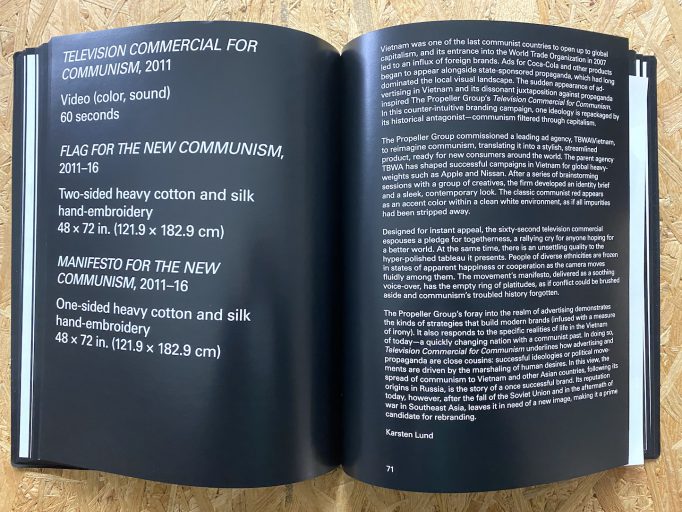 TELEVISION COMMERCIAL FOR
COMMUNISM, 2011
Video (color, sound)
60 seconds
FLAG FOR THE NEW COMMUNISM,
2011–16
Two-sided heavy cotton and silk
hand-embroidery
48 x 72 in. (121.9 x 182.9 cm)
MANIFESTO FOR THE NEW
COMMUNISM, 2011–16
One-sided heavy cotton and silk
hand-embroidery
48 x 72 in. (121.9 x 182.9 cm)
Vietnam was one of the last communist countries to open up to global
capitalism, and its entrance into the World Trade Organization in 2007
led to an influx of foreign brands. Ads for Coca-Cola and other products
began to appear alongside state-sponsored propaganda, which had long
dominated the local visual landscape. The sudden appearance of ad-
vertising in Vietnam and its dissonant juxtaposition against propaganda
inspired The Propeller Group's Television Commercial for Communism.
In this counter-intuitive branding campaign, one ideology is repackaged by
its historical antagonist—communism filtered through capitalism.
The Propeller Group commissioned a leading ad agency, TBWA\Vietnam,
to reimagine communism, translating it into a stylish, streamlined
product, ready for new consumers around the world. The parent agency
TBWA has shaped successful campaigns in Vietnam for global heavy-
weights such as Apple and Nissan. After a series of brainstorming
sessions with a group of creatives, the firm developed an identity brief
and a sleek, contemporary look. The classic communist red appears
as an accent color within a clean white environment, as if all impurities
had been stripped away.
Designed for instant appeal, the sixty-second television commercial
espouses a pledge for togetherness, a rallying cry for anyone hoping for
a better world. At the same time, there is an unsettling quality to the
hyper-polished tableau it presents. People of diverse ethnicities are frozen
in states of apparent happiness or cooperation as the camera moves
fluidly among them. The movement's manifesto, delivered as a soothing
voice-over, has the empty ring of platitudes, as if conflict could be brushed
aside and communism's troubled history forgotten.
The Propeller Group's foray into the realm of advertising demonstrates
the kinds of strategies that build modern brands (infused with a measure
of irony). It also responds to the specific realities of life in the Vietnam
of today—a quickly changing nation with a communist past. In doing so,
Television Commercial for Communism underlines how advertising and
propaganda are close cousins: successful ideologies or political move-
ments are driven by the marshaling of human desires. In this view, the
spread of communism to Vietnam and other Asian countries, following its
origins in Russia, is the story of a once successful brand. Its reputation
today, however, after the fall of the Soviet Union and in the aftermath of
war in Southeast Asia, leaves it in need of a new image, making it a prime
candidate for rebranding.
Karsten Lund
71